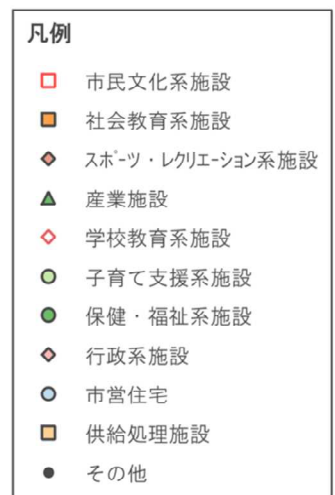 凡例
市民文化系施設
社会教育系施設
スポーツ・レクリエーション系施設
産業施設
学校教育系施設
子育て支援系施設
保健・福祉系施設
行政系施設
市営住宅
供給処理施設
その他